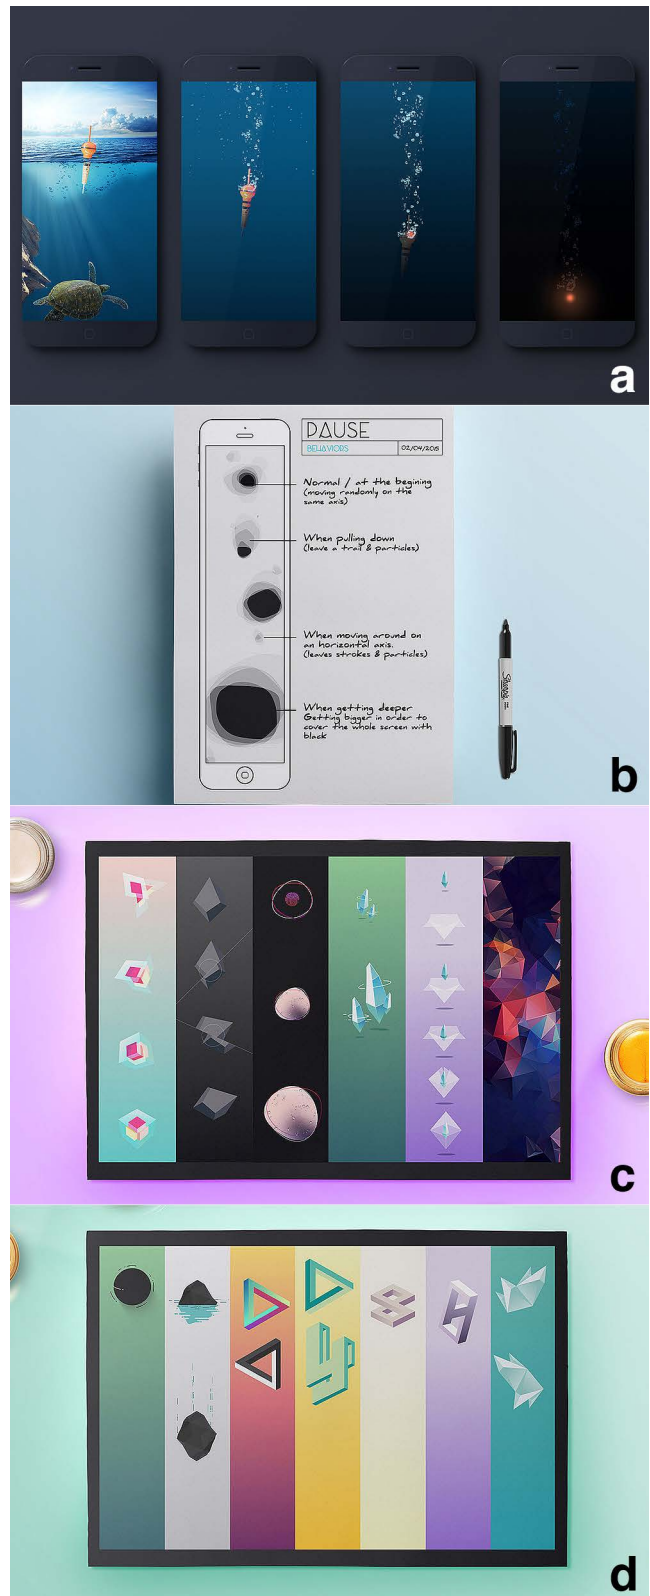 a
PAUSE
BEHAVIORS 02/04/2015
Normal / at the begining
(moving randomly on the
same axis)
When pulling down
(leave a trail & particles)
When moving around on
an horizontal axis.
(leaves strokes & particles)
When getting deeper
Getting bigger in order to
cover the whole screen with
black
Sharpie
b
c
d